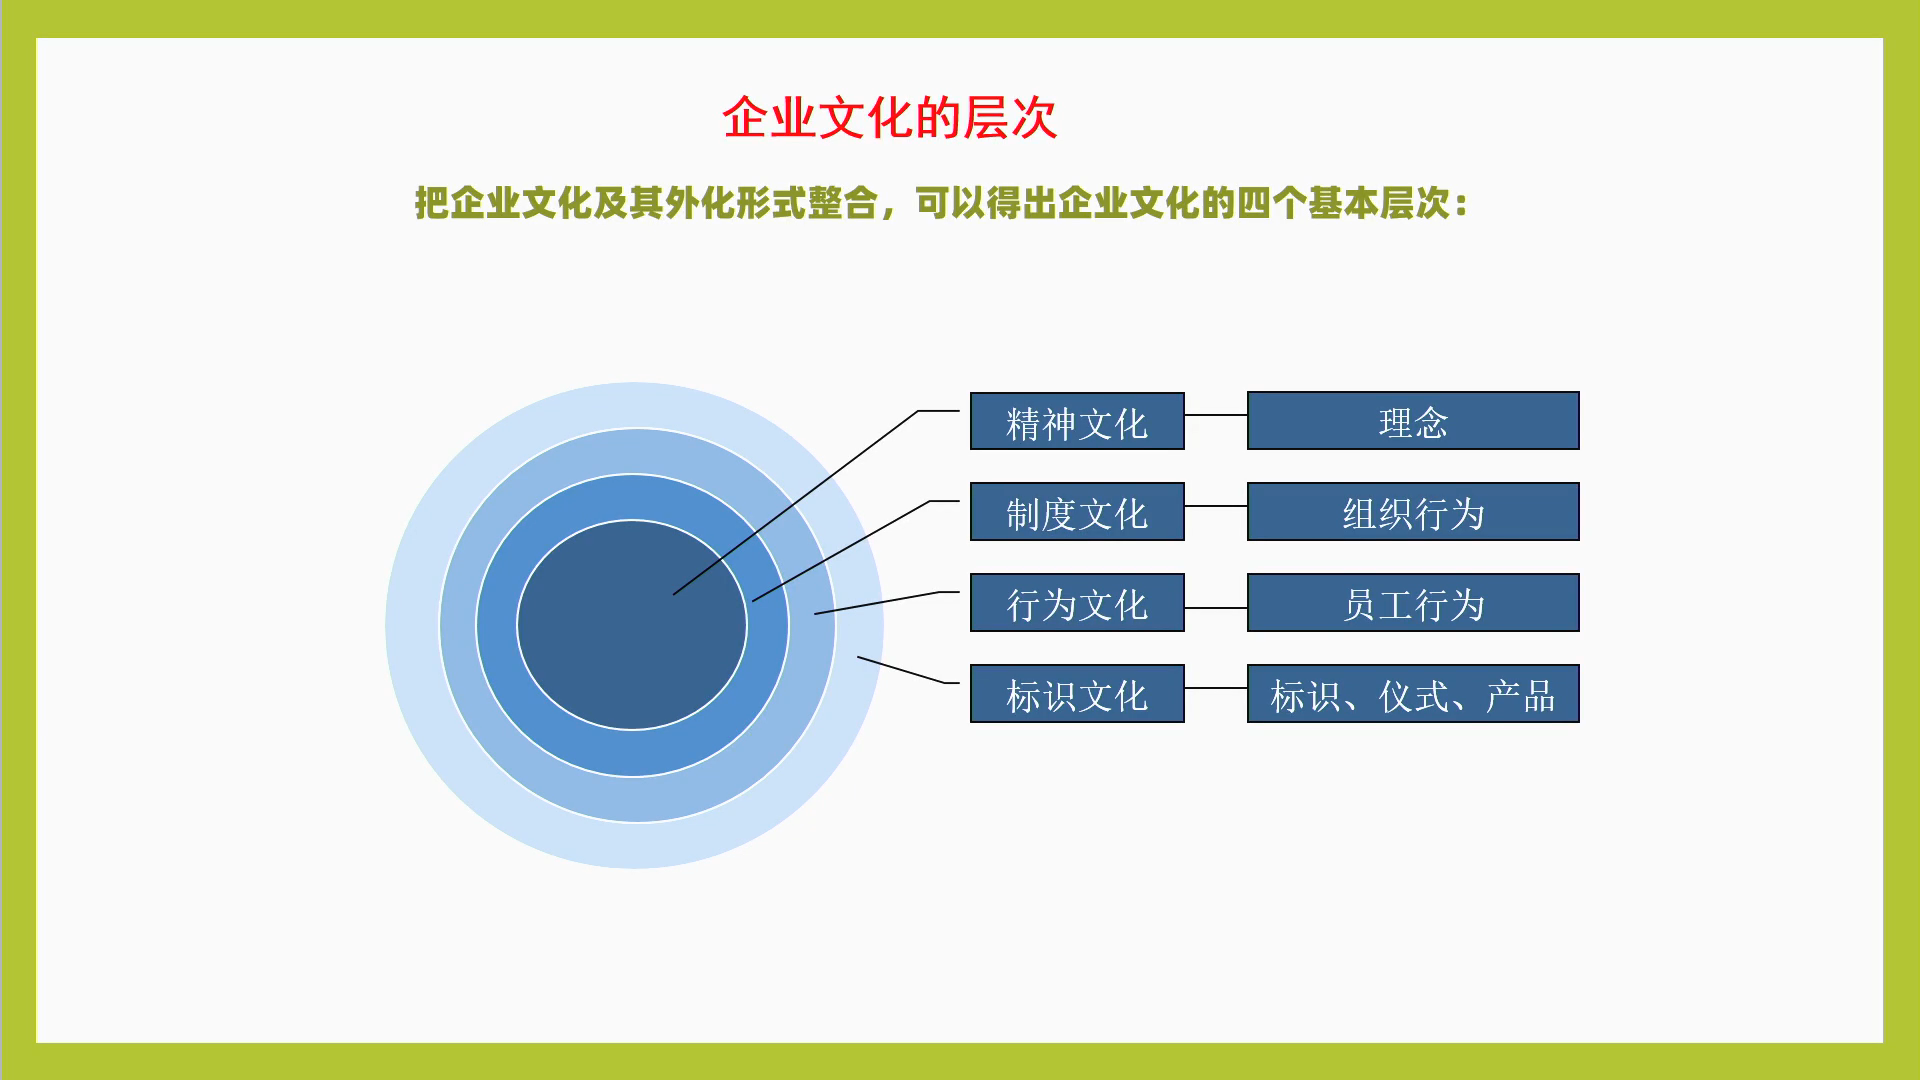 企业文化的层次
把企业文化及其外化形式整合，可以得出企业文化的四个基本层次：
精神文化 理念
制度文化 组织行为
行为文化 员工行为
标识文化 标识、仪式、产品